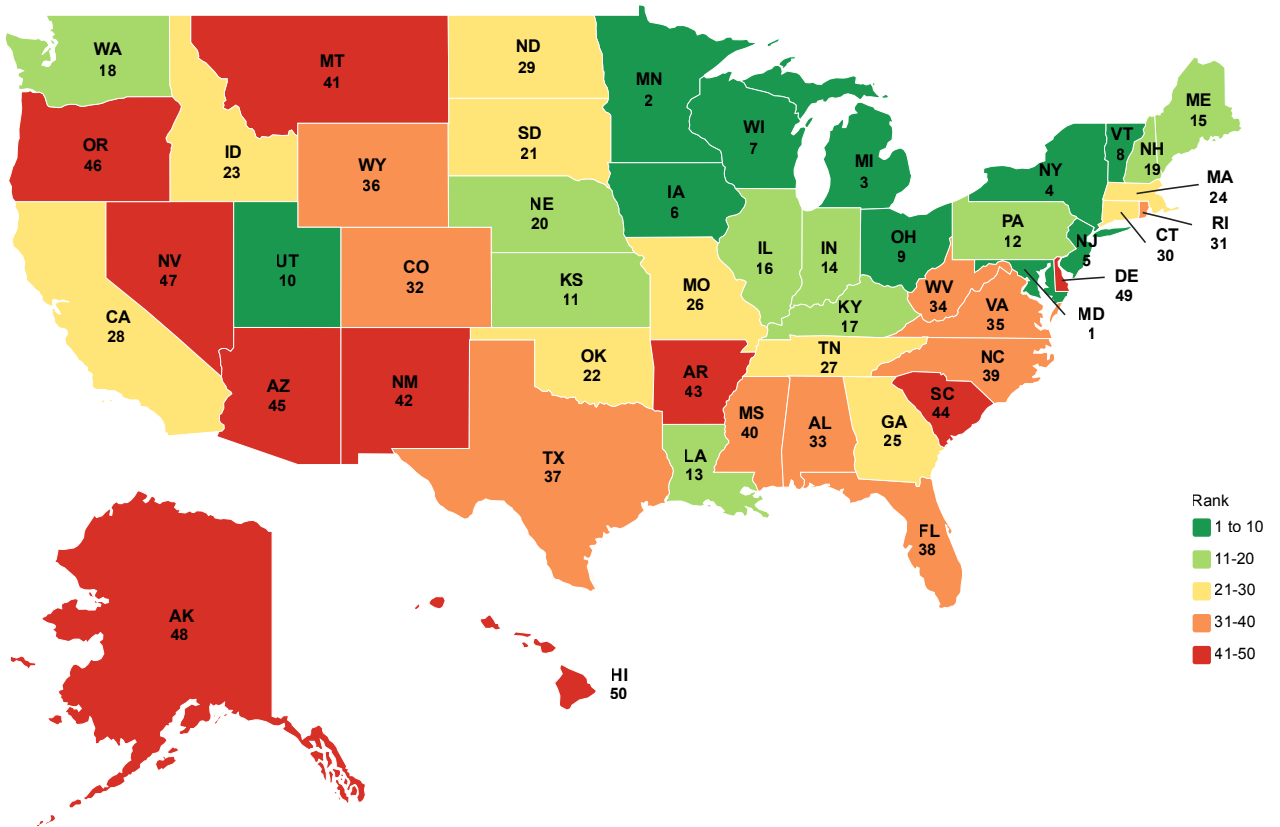 WA
18
MT
41
ND
29
MN
2
OR
46
ID
23
WY
36
SD
21
WI
7
MI
3
NY
4
VT
8
NH
19
ME
15
MA
24
RI
31
CT
30
NV
47
UT
10
CO
32
NE
20
IA
6
IL
16
IN
14
OH
9
PA
12
NJ
5
DE
49
MD
1
CA
28
KS
11
MO
26
KY
17
WV
34
VA
35
AZ
45
NM
42
OK
22
AR
43
TN
27
NC
39
SC
44
TX
37
LA
13
MS
40
AL
33
GA
25
FL
38
AK
48
HI
50
Rank
1 to 10
11-20
21-30
31-40
41-50